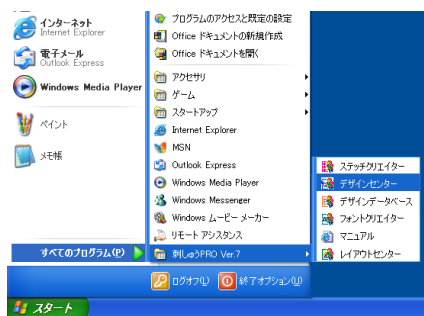 インターネット
Internet Explorer
電子メール
Outlook Express
Windows Media Player
ペイント
メモ帳
すべてのプログラム(P)
プログラムのアクセスと既定の設定
Office ドキュメントの新規作成
Office ドキュメントを開く
アクセサリ
ゲーム
スタートアップ
Internet Explorer
MSN
Outlook Express
Windows Media Player
Windows Messenger
Windows ムービー メーカー
リモート アシスタンス
刺しゅうPRO Ver.7
ステッチクリエイター
デザインセンター
デザインデータベース
フォントクリエイター
マニュアル
レイアウトセンター
ログオフ(L)
終了オプション(U)
スタート